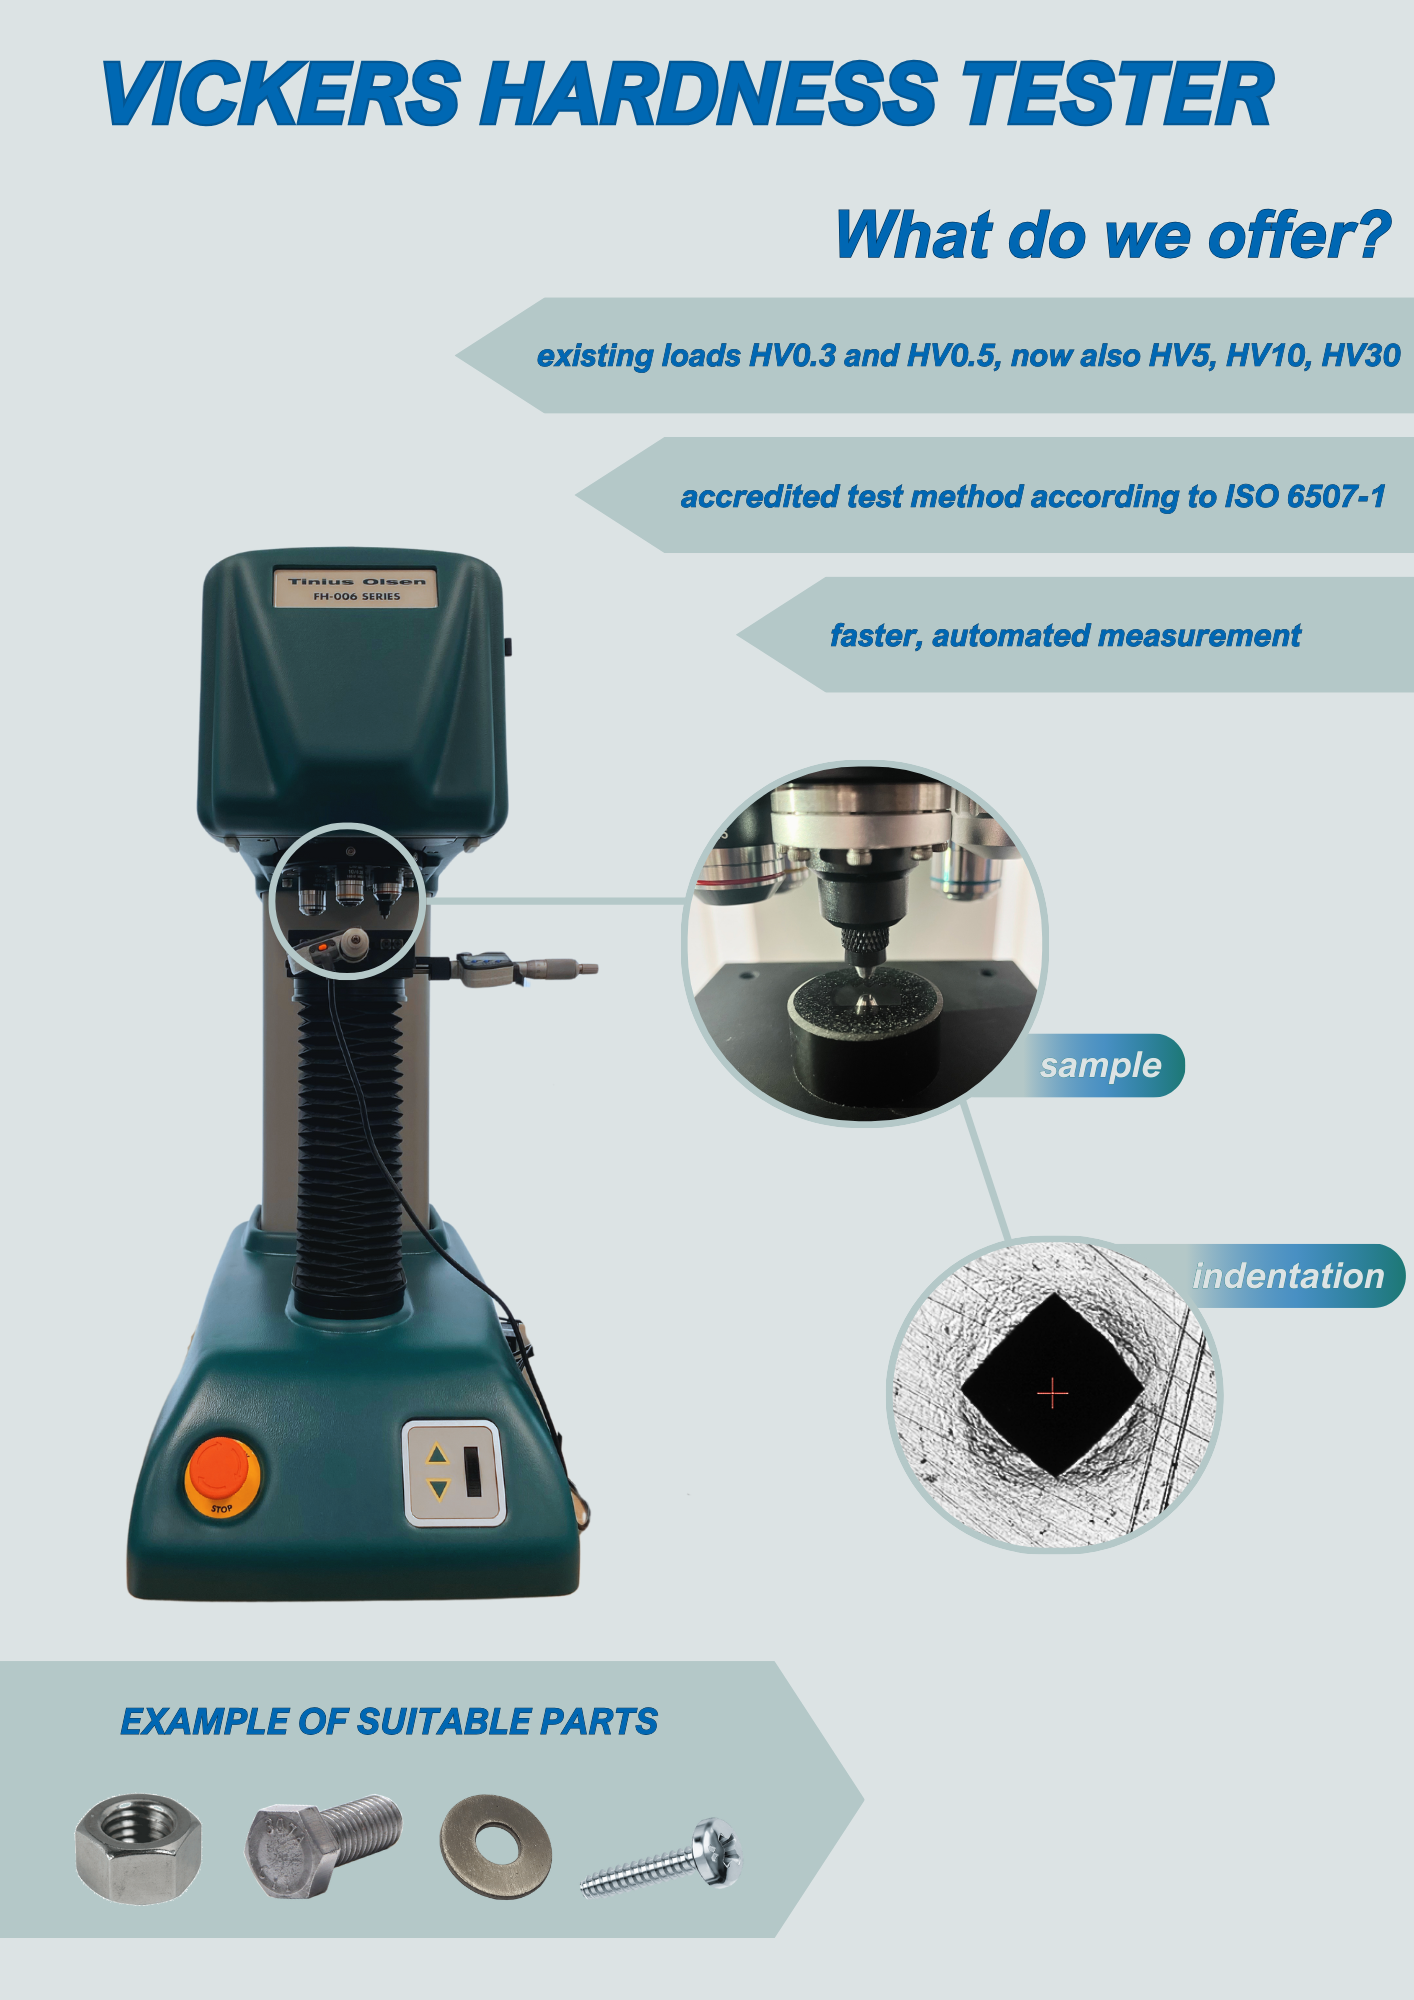 VICKERS HARDNESS TESTER
What do we offer?
existing loads HV0.3 and HV0.5, now also HV5, HV10, HV30
accredited test method according to ISO 6507-1
faster, automated measurement
Tinius Olsen
FH-006 SERIES
sample
indentation
STOP
EXAMPLE OF SUITABLE PARTS